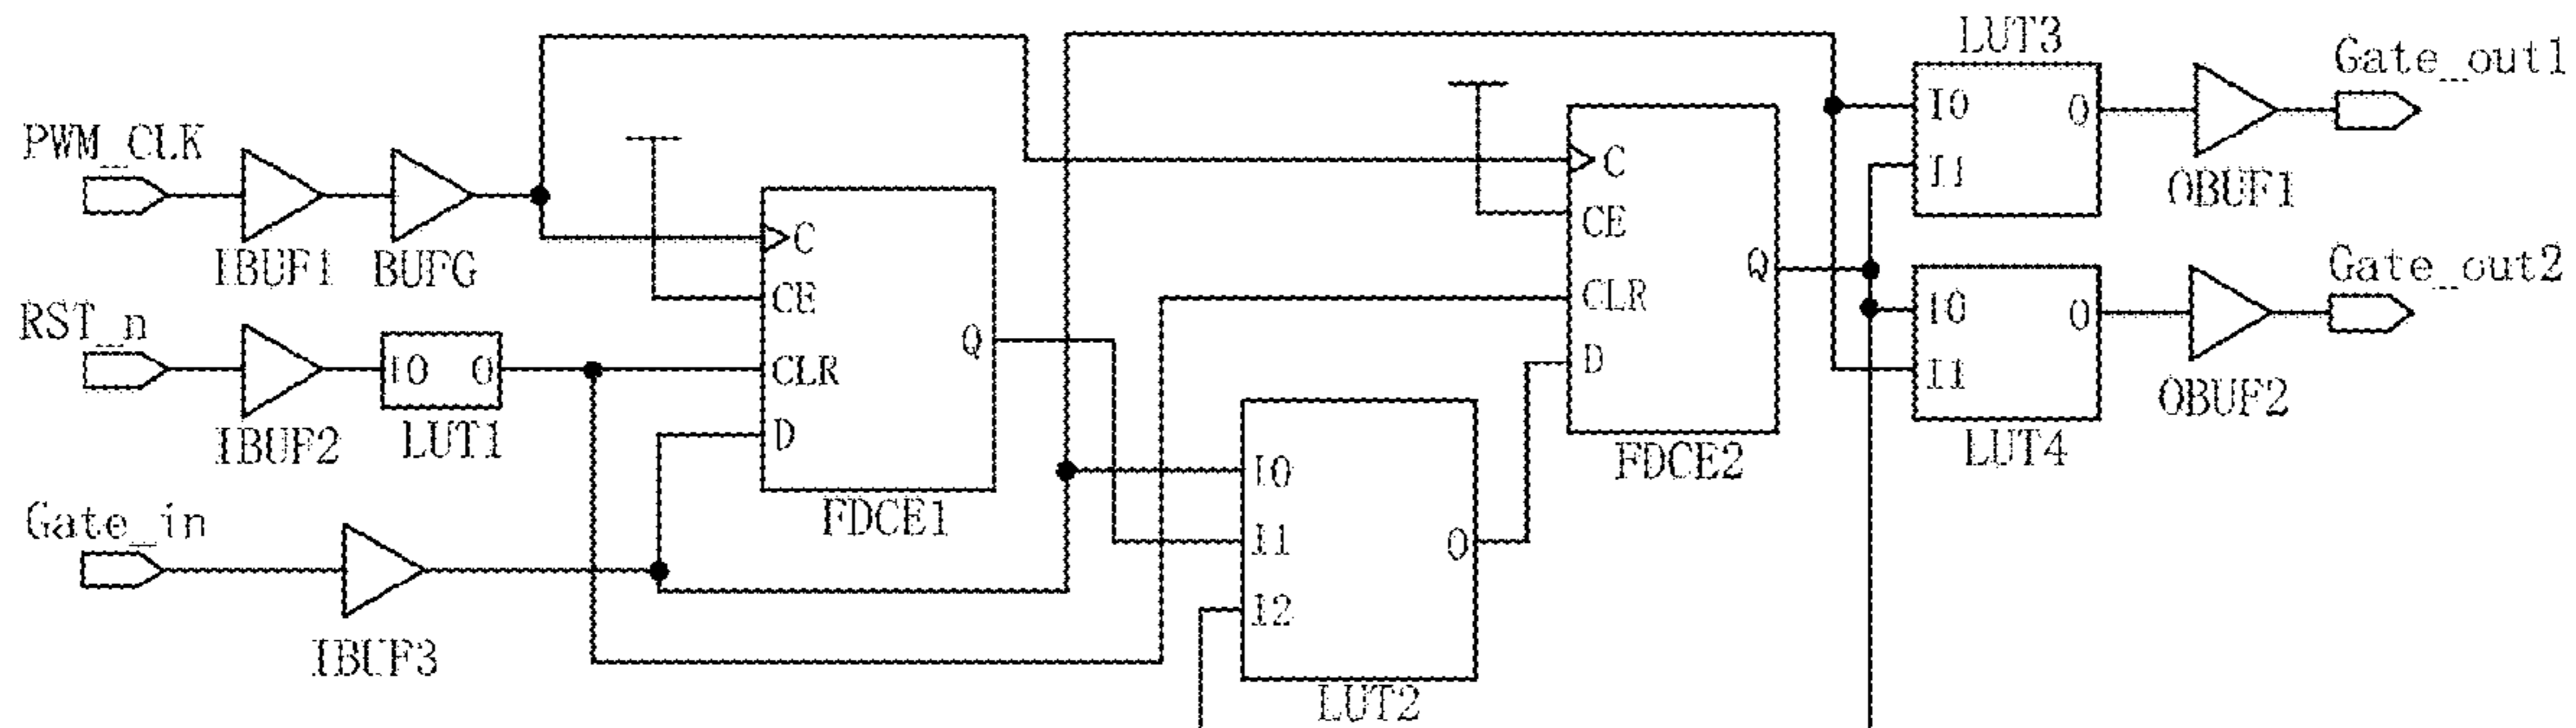 PWM_CLK
IBUF1
BUFG
RST_n
IBUF2
I0
O
LUT1
Gate_in
IBUF3
C
CE
CLR
D
Q
FDCE1
I0
I1
I2
O
LUT2
C
CE
CLR
D
Q
FDCE2
LUT3
I0
I1
O
OBUF1
Gate_out1
I0
I1
O
LUT4
OBUF2
Gate_out2